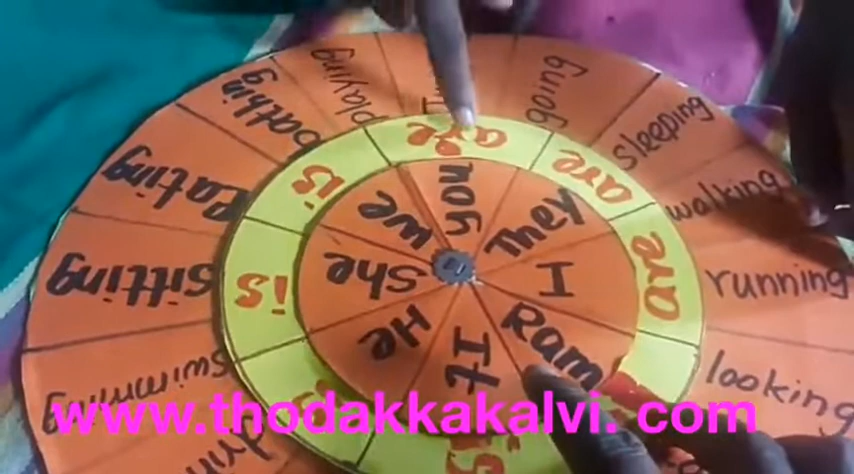 playing
going
sleeping
walking
running
looking
bathing
eating
sitting
swimming
are
are
are
is
is
you
They
I
Ram
It
He
She
we
www.thodakkakalvi.com